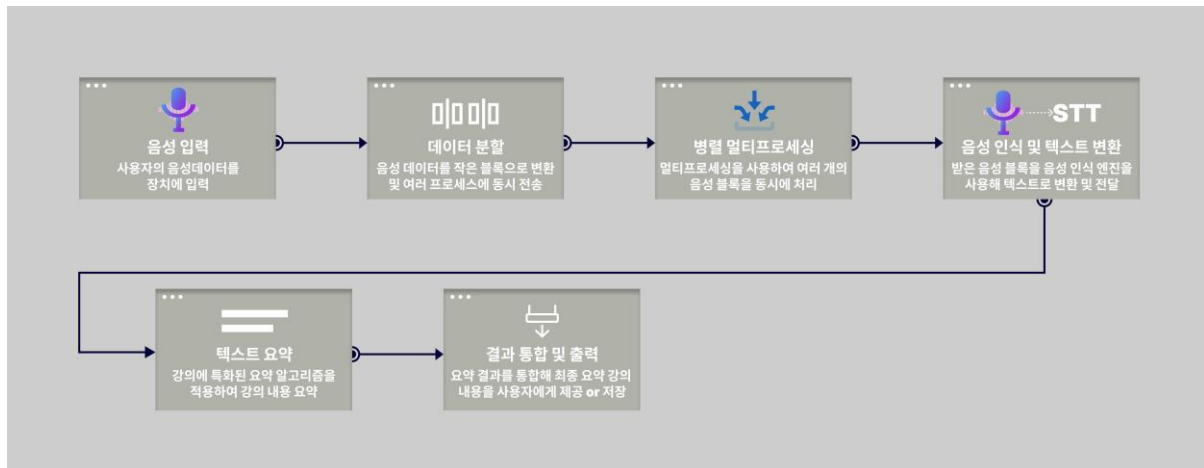 음성 입력
사용자의 음성데이터를
장치에 입력
데이터 분할
음성 데이터를 작은 블록으로 변환
및 여러 프로세스에 동시 전송
병렬 멀티프로세싱
멀티프로세싱을 사용하여 여러 개의
음성 블록을 동시에 처리
STT
음성 인식 및 텍스트 변환
받은 음성 블록을 음성 인식 엔진을
사용해 텍스트로 변환 및 전달
텍스트 요약
강의에 특화된 요약 알고리즘을
적용하여 강의 내용 요약
결과 통합 및 출력
요약 결과를 통합해 최종 요약 강의
내용을 사용자에게 제공 or 저장